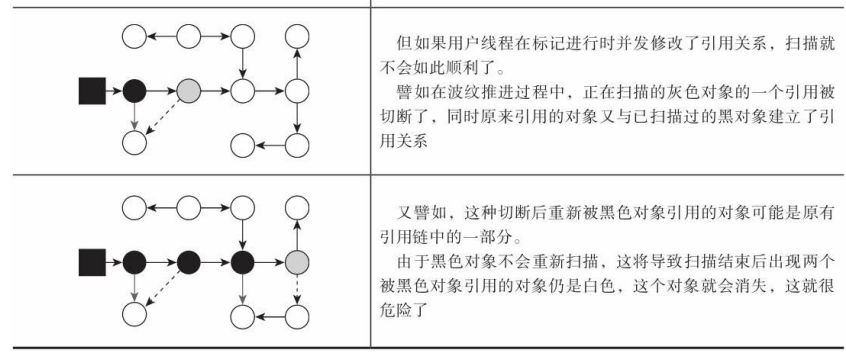 但如果用户线程在标记进行时并发修改了引用关系，扫描就
不会如此顺利了。
譬如在波纹推进过程中，正在扫描的灰色对象的一个引用被
切断了，同时原来引用的对象又与已扫描过的黑对象建立了引
用关系
又譬如，这种切断后重新被黑色对象引用的对象可能是原有
引用链中的一部分。
由于黑色对象不会重新扫描，这将导致扫描结束后出现两个
被黑色对象引用的对象仍是白色，这个对象就会消失，这就很
危险了